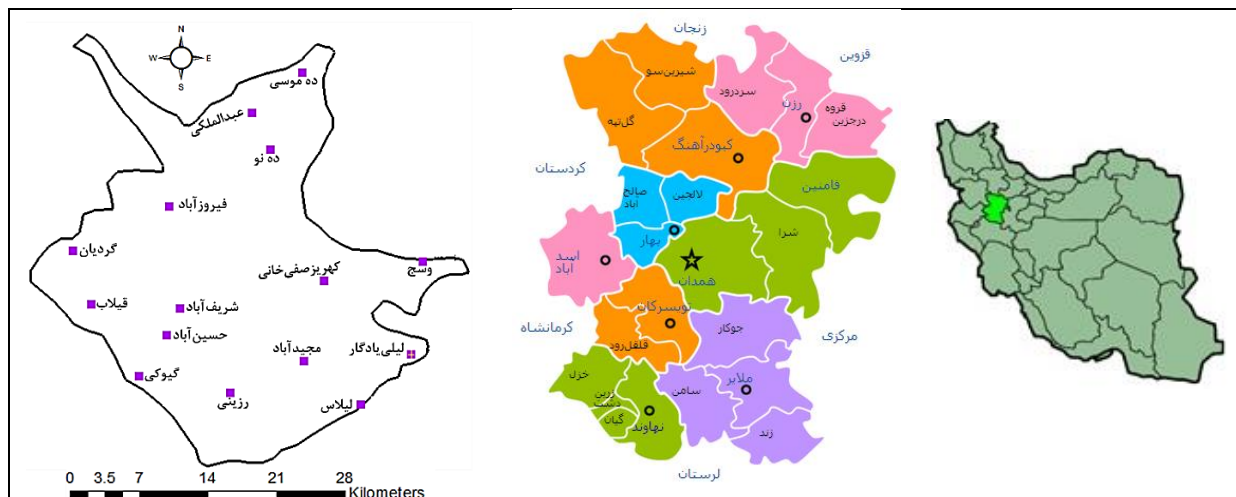 N
W E
S
ده موسی
عبدالملکی
ده نو
فیروزآباد
گردیان
وسج
کهریزصفی‌خانی
قیلاب
شریف‌آباد
حسین‌آباد
لیلی‌یادگار
مجیدآباد
گیوکی
رزینی
لیلاس
0 3.5 7 14 21 28
Kilometers
زنجان
قزوین
شیرین‌سو
سردرود
رزن
قروه
درجزین
گل‌تپه
کبودرآهنگ
کردستان
فامنین
صالح
آباد
لالجین
شرا
بهار
اسد
آباد
همدان
تویسرکان
کرمانشاه
جوکار
مرکزی
قلقل‌رود
خزل
ملایر
سامن
زرین
دشت
گیان
نهاوند
زند
لرستان